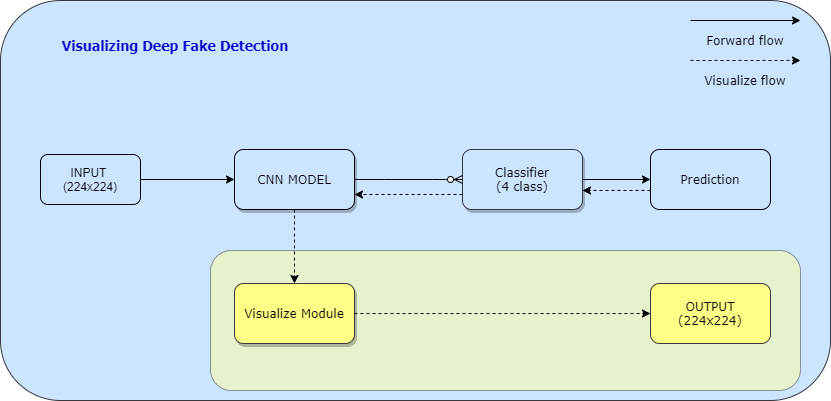 Visualizing Deep Fake Detection
Forward flow
Visualize flow
INPUT
(224x224)
CNN MODEL
Classifier
(4 class)
Prediction
Visualize Module
OUTPUT
(224x224)